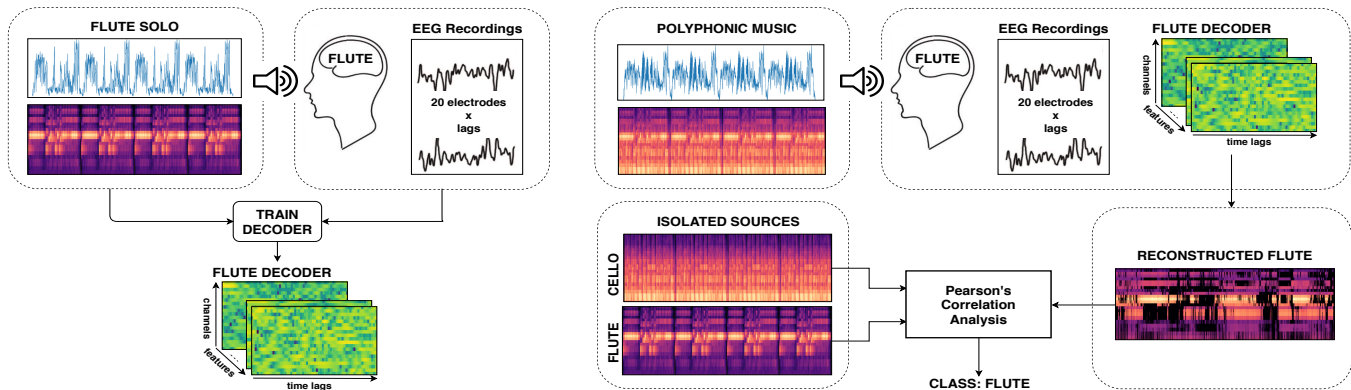 FLUTE SOLO
FLUTE
EEG Recordings
20 electrodes
x
lags
TRAIN
DECODER
FLUTE DECODER
channels
features
...
time lags
POLYPHONIC MUSIC
FLUTE
EEG Recordings
20 electrodes
x
lags
FLUTE DECODER
channels
features
...
time lags
ISOLATED SOURCES
CELLO
FLUTE
Pearson's
Correlation
Analysis
CLASS: FLUTE
RECONSTRUCTED FLUTE